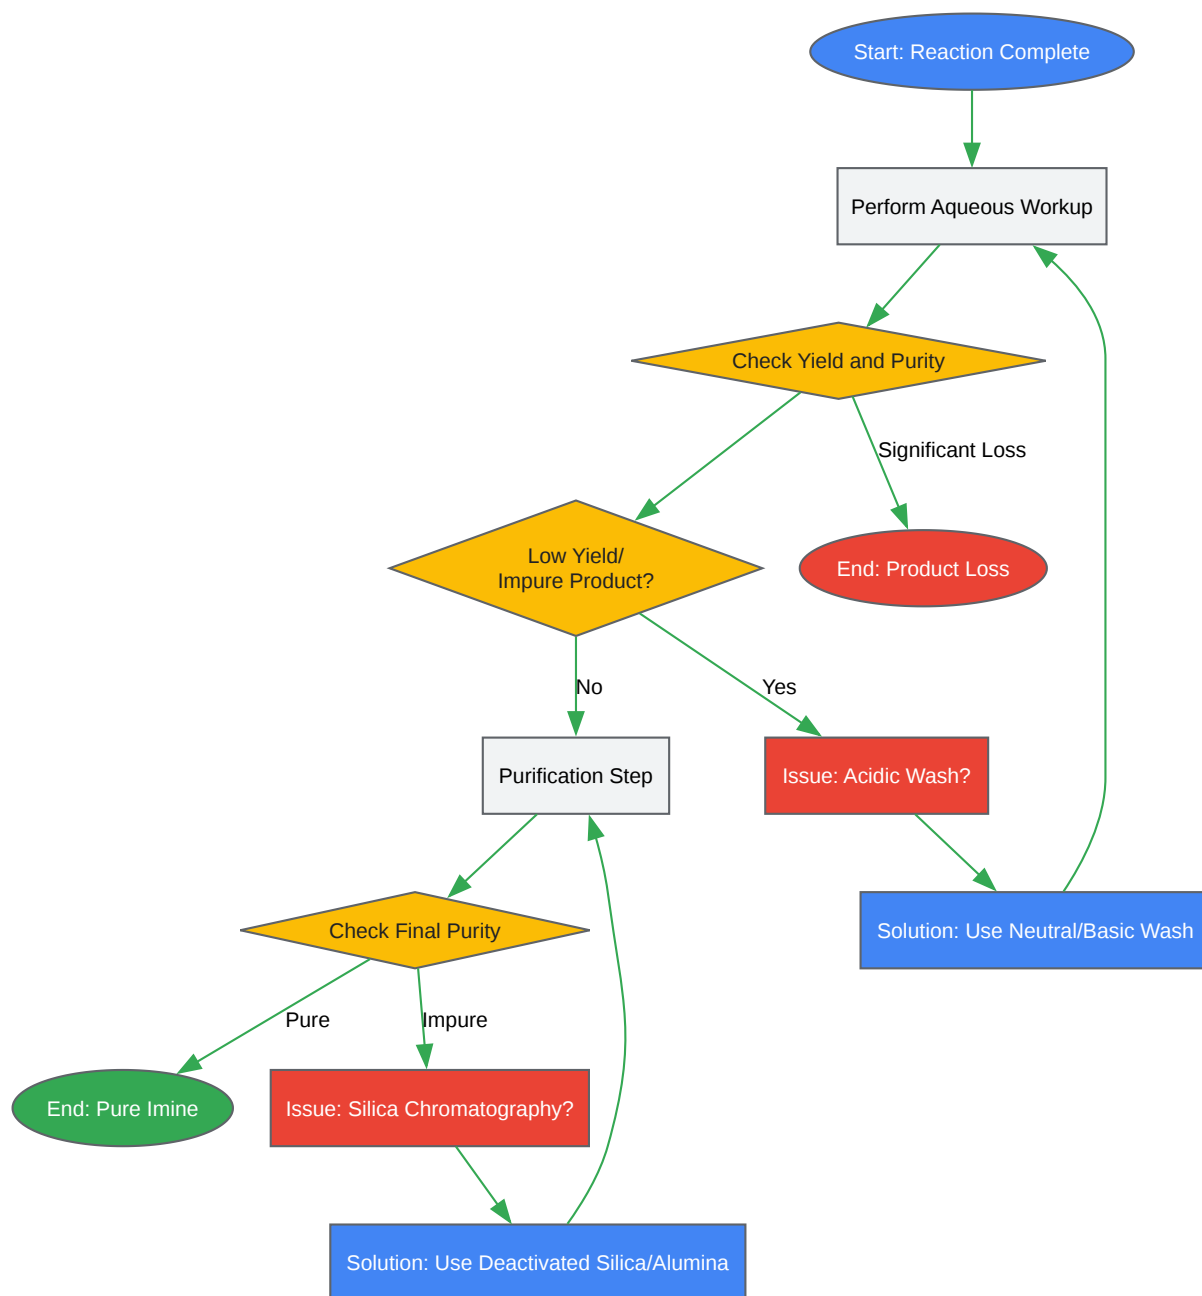 Start: Reaction Complete
Perform Aqueous Workup
Check Yield and Purity
Significant Loss
Low Yield/
Impure Product?
End: Product Loss
No
Yes
Purification Step
Issue: Acidic Wash?
Check Final Purity
Solution: Use Neutral/Basic Wash
Pure
Impure
End: Pure Imine
Issue: Silica Chromatography?
Solution: Use Deactivated Silica/Alumina